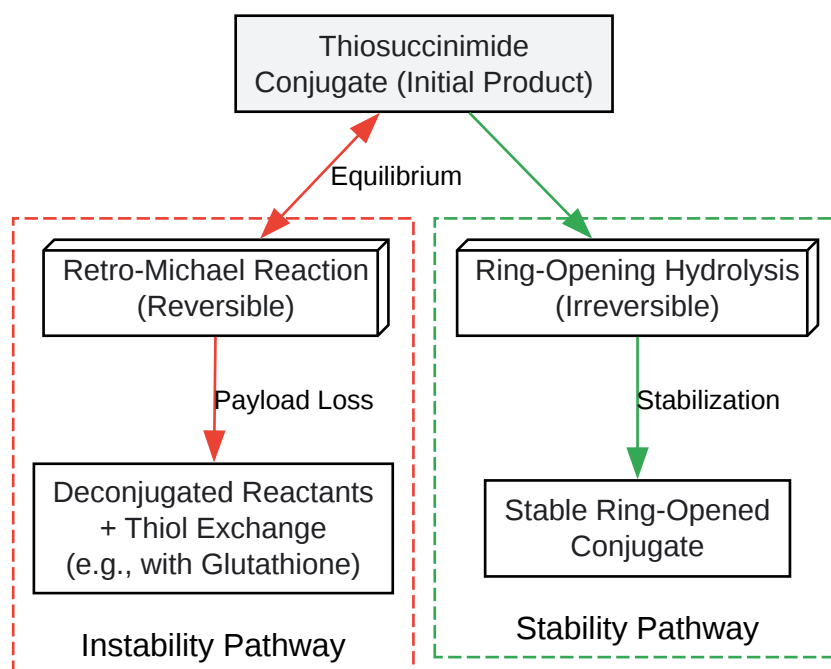 Thiosuccinimide
Conjugate (Initial Product)
Equilibrium
Retro-Michael Reaction
(Reversible)
Payload Loss
Deconjugated Reactants
+ Thiol Exchange
(e.g., with Glutathione)
Instability Pathway
Ring-Opening Hydrolysis
(Irreversible)
Stabilization
Stable Ring-Opened
Conjugate
Stability Pathway